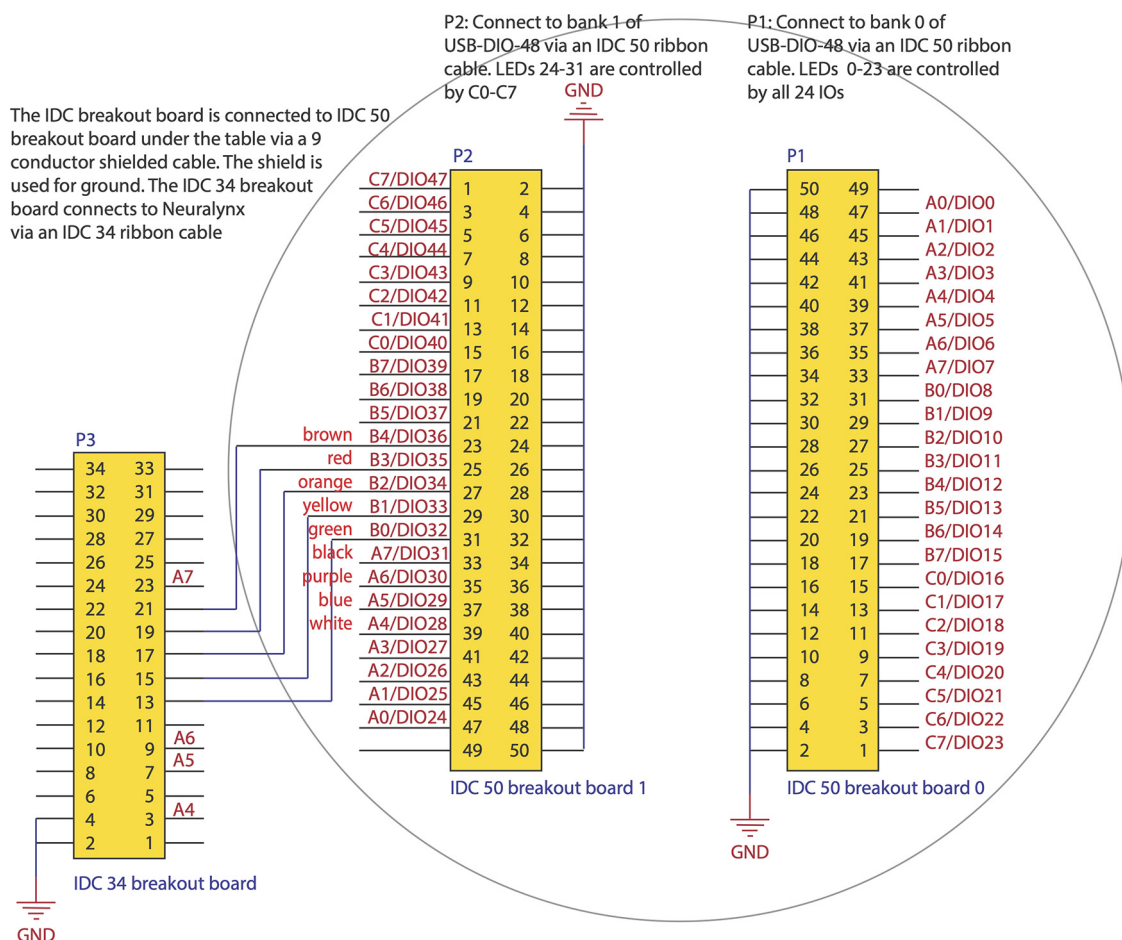 P2: Connect to bank 1 of
USB-DIO-48 via an IDC 50 ribbon
cable. LEDs 24-31 are controlled
by C0-C7
GND
P1: Connect to bank 0 of
USB-DIO-48 via an IDC 50 ribbon
cable. LEDs 0-23 are controlled
by all 24 IOs
The IDC breakout board is connected to IDC 50
breakout board under the table via a 9
conductor shielded cable. The shield is
used for ground. The IDC 34 breakout
board connects to Neuralynx
via an IDC 34 ribbon cable
P2
C7/DIO47 1 2
C6/DIO46 3 4
C5/DIO45 5 6
C4/DIO44 7 8
C3/DIO43 9 10
C2/DIO42 11 12
C1/DIO41 13 14
C0/DIO40 15 16
B7/DIO39 17 18
B6/DIO38 19 20
B5/DIO37 21 22
brown B4/DIO36 23 24
red B3/DIO35 25 26
orange B2/DIO34 27 28
yellow B1/DIO33 29 30
green B0/DIO32 31 32
black A7/DIO31 33 34
purple A6/DIO30 35 36
blue A5/DIO29 37 38
white A4/DIO28 39 40
A3/DIO27 41 42
A2/DIO26 43 44
A1/DIO25 45 46
A0/DIO24 47 48
49 50
IDC 50 breakout board 1
P1
50 49
48 47 A0/DIO0
46 45 A1/DIO1
44 43 A2/DIO2
42 41 A3/DIO3
40 39 A4/DIO4
38 37 A5/DIO5
36 35 A6/DIO6
34 33 A7/DIO7
32 31 B0/DIO8
30 29 B1/DIO9
28 27 B2/DIO10
26 25 B3/DIO11
24 23 B4/DIO12
22 21 B5/DIO13
20 19 B6/DIO14
18 17 B7/DIO15
16 15 C0/DIO16
14 13 C1/DIO17
12 11 C2/DIO18
10 9 C3/DIO19
8 7 C4/DIO20
6 5 C5/DIO21
4 3 C6/DIO22
2 1 C7/DIO23
IDC 50 breakout board 0
GND
P3
34 33
32 31
30 29
28 27
26 25
24 23 A7
22 21
20 19
18 17
16 15
14 13
12 11
10 9 A6
8 7 A5
6 5
4 3 A4
2 1
IDC 34 breakout board
GND